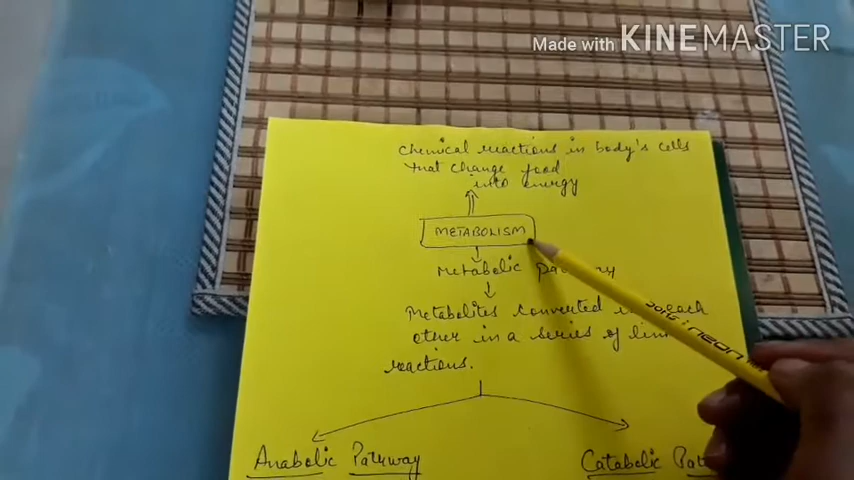 Made with KINEMASTER
Chemical reactions in body's cells
that change food
into energy
METABOLISM
Metabolic
Metabolites converted each
other in a series of
reactions.
Anabolic Pathway
Catabolic